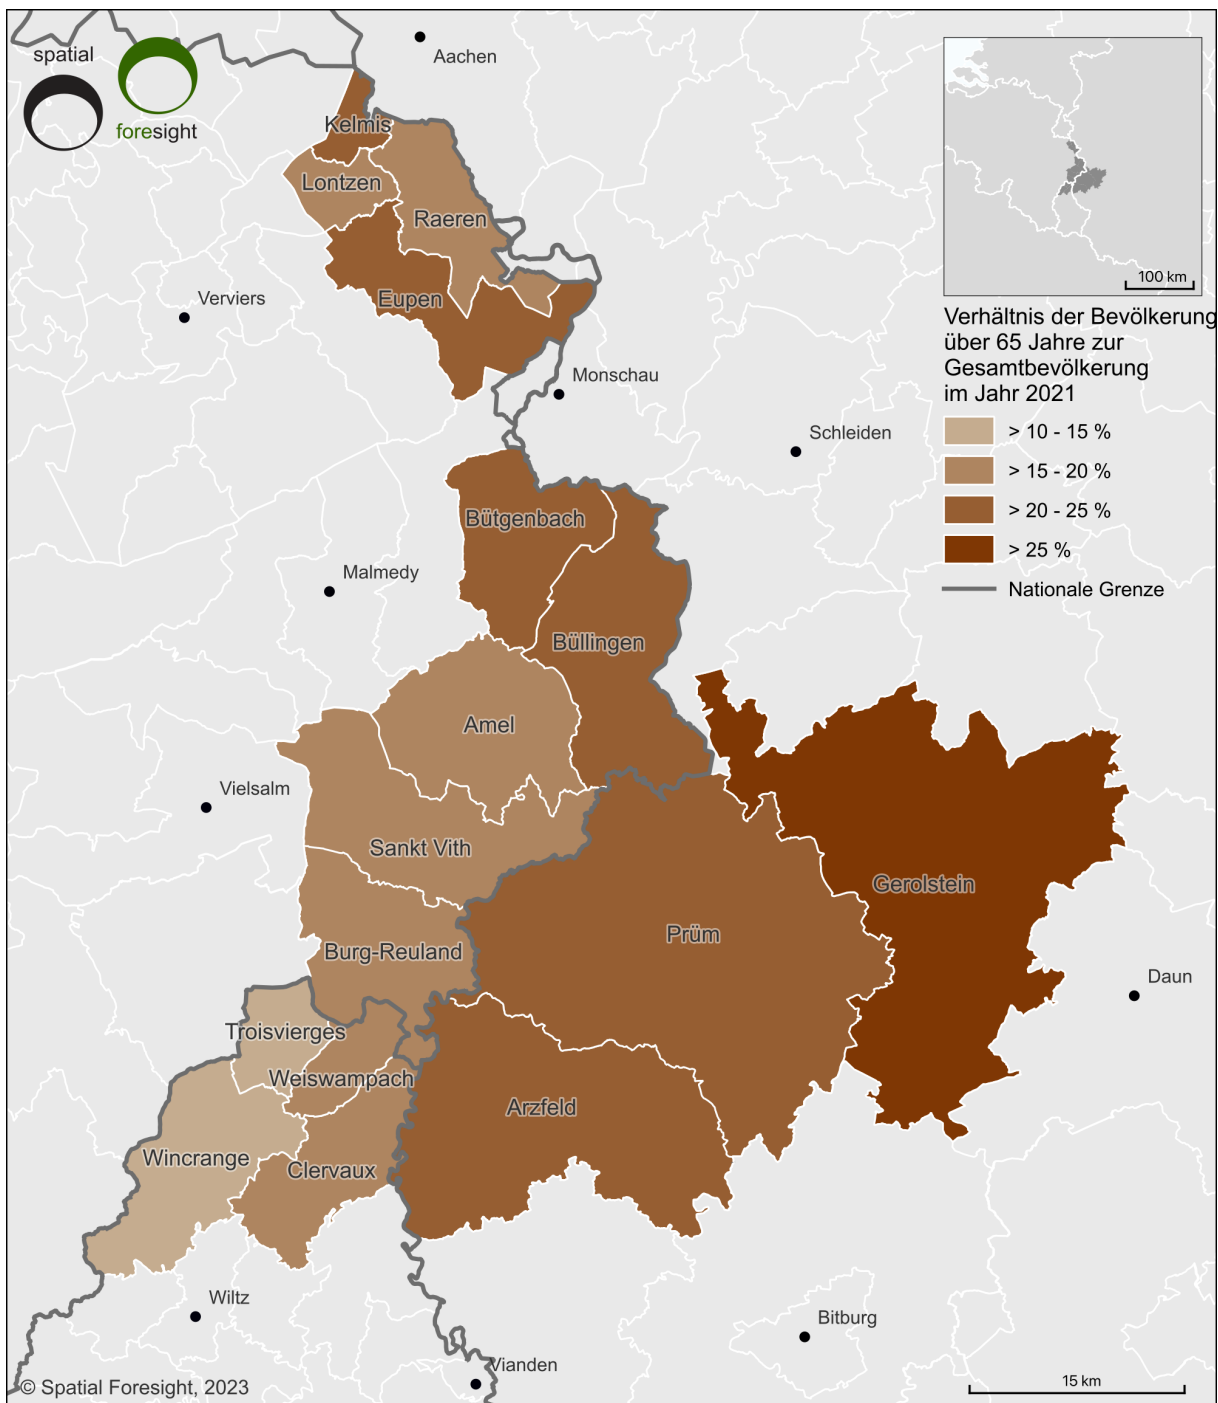 spatial
foresight
Aachen
Kelmis
Lontzen
Raeren
100 km
Verviers
Eupen
Verhältnis der Bevölkerung
über 65 Jahre zur
Gesamtbevölkerung
im Jahr 2021
Monschau
Schleiden
> 10 - 15 %
> 15 - 20 %
> 20 - 25 %
> 25 %
Nationale Grenze
Bütgenbach
Malmedy
Büllingen
Amel
Vielsalm
Sankt Vith
Gerolstein
Prüm
Burg-Reuland
Daun
Troisvierges
Weiswampach
Arzfeld
Wincrange
Clervaux
Wiltz
Bitburg
Vianden
© Spatial Foresight, 2023
15 km